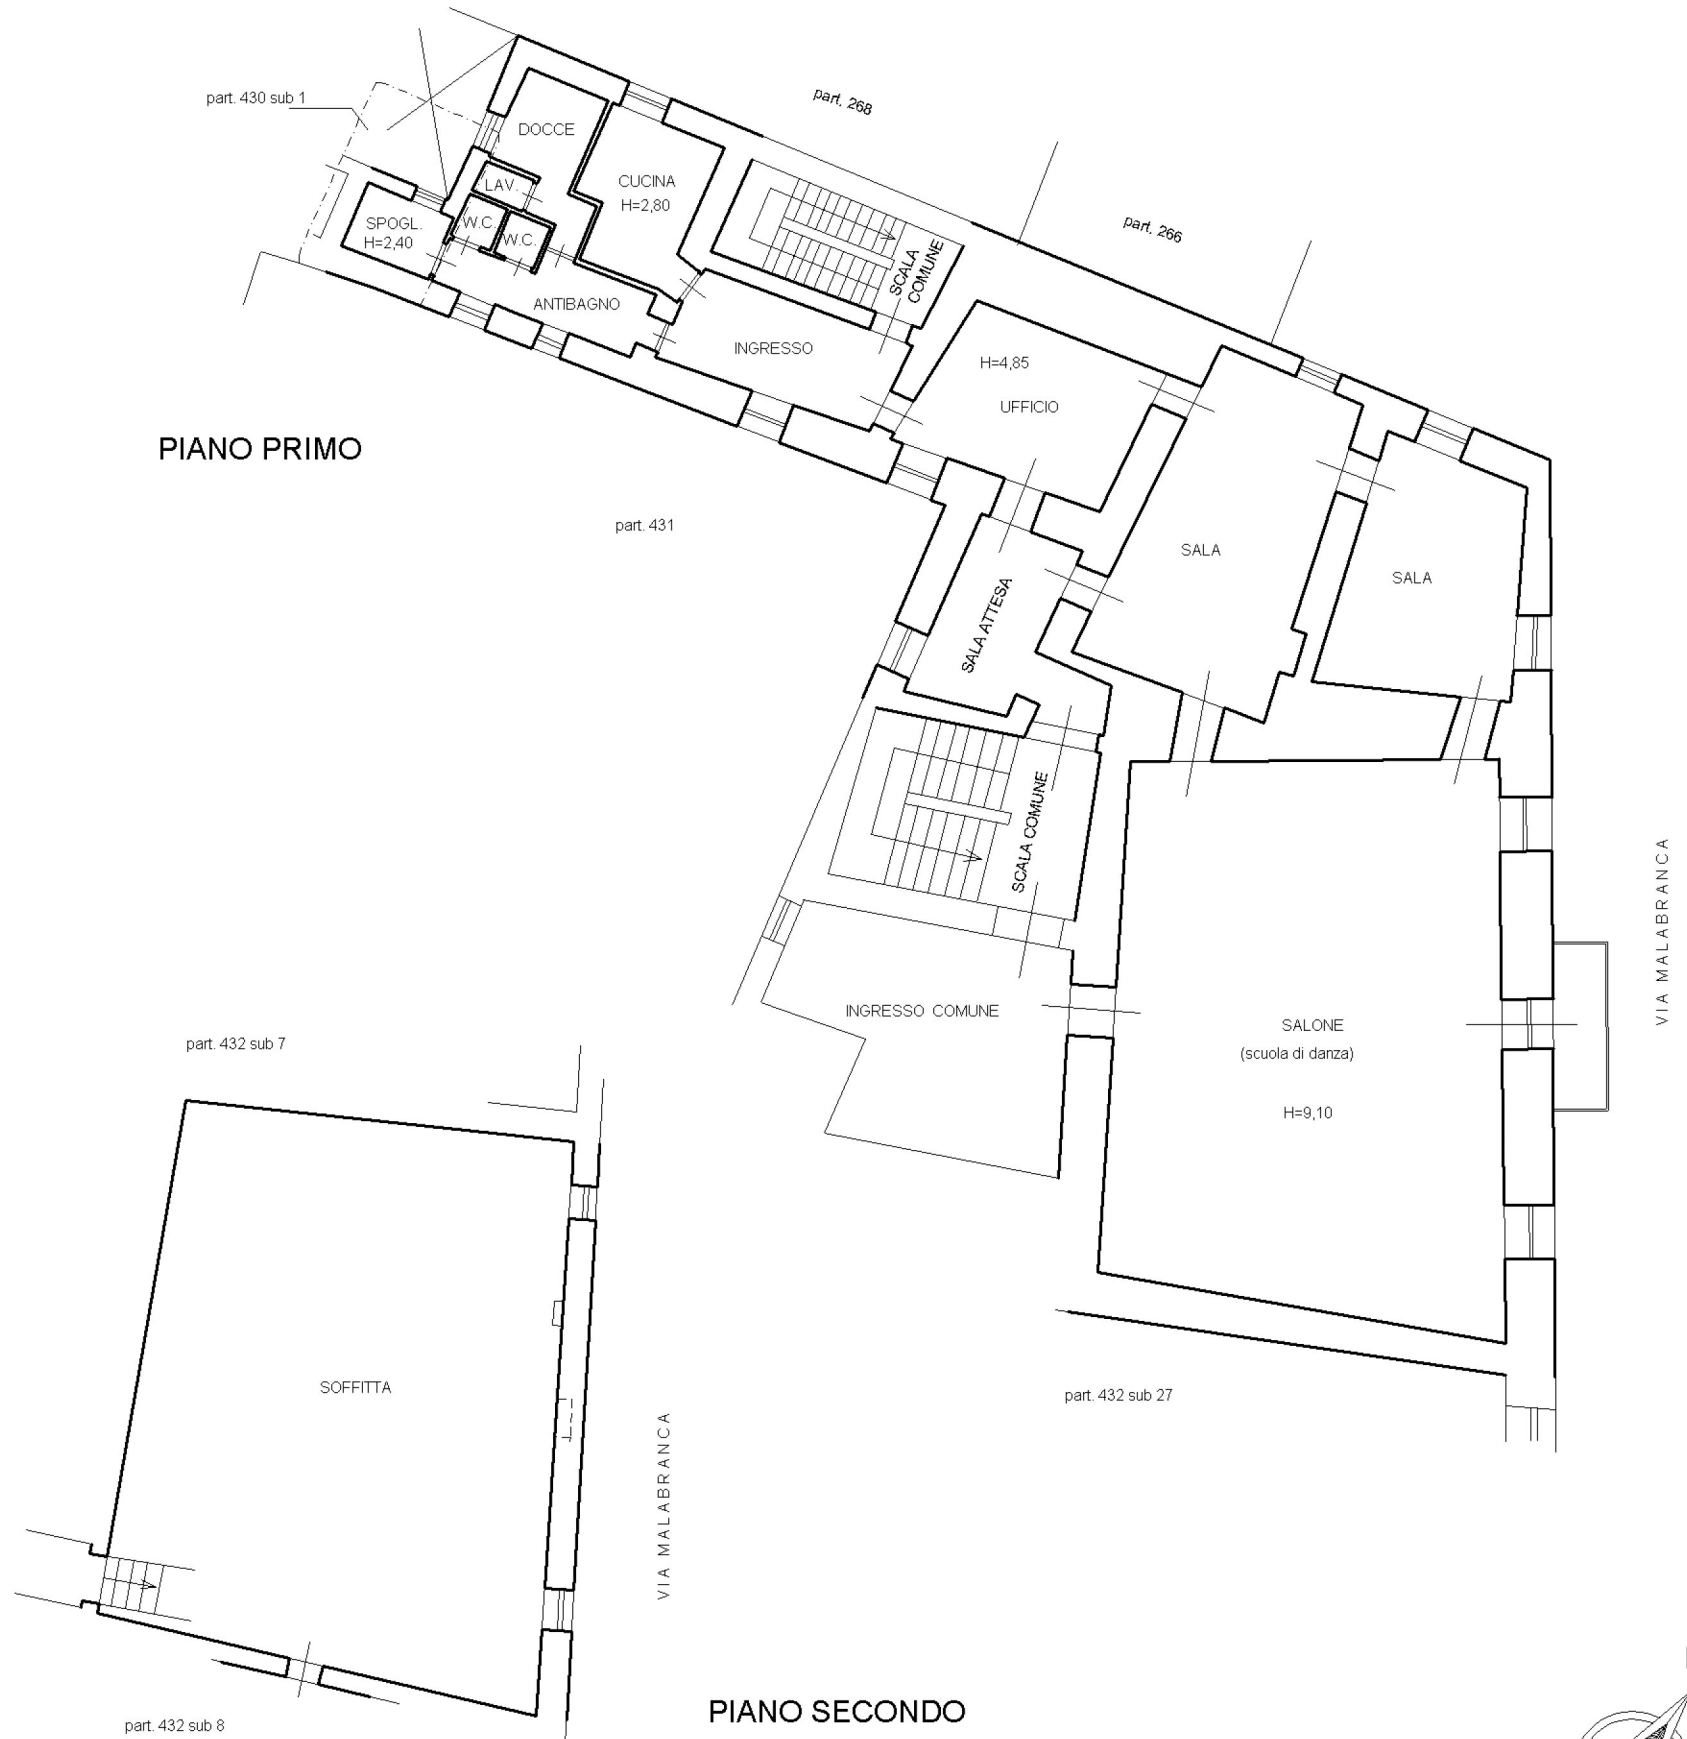 part. 430 sub 1
part. 268
DOCCE
LAV.
CUCINA
H=2,80
SPOGL.
H=2,40
W.C.
W.C.
part. 266
SCALA
COMUNE
ANTIBAGNO
INGRESSO
H=4,85
UFFICIO
PIANO PRIMO
part. 431
SALA
SALA
SALA ATTESA
SCALA COMUNE
VIA MALABRANCA
INGRESSO COMUNE
SALONE
(scuola di danza)
H=9,10
part. 432 sub 7
SOFFITTA
part. 432 sub 27
VIA MALABRANCA
PIANO SECONDO
part. 432 sub 8